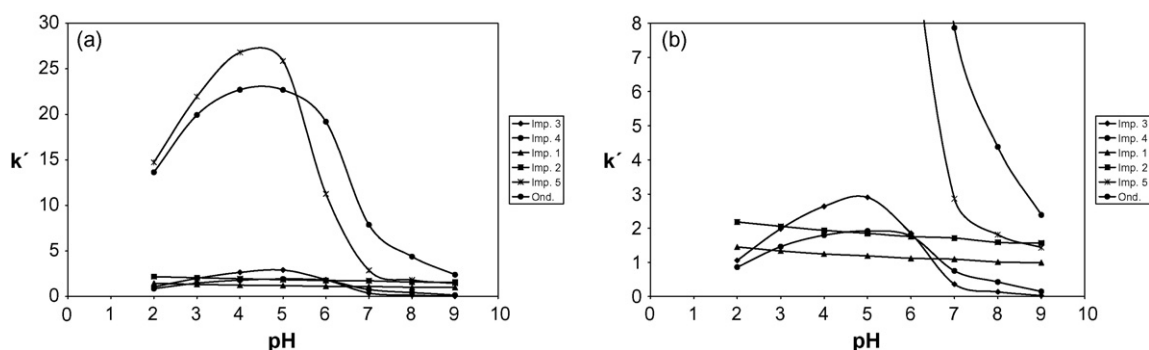 (a)
30
25
20
15
10
5
0
k´
0 1 2 3 4 5 6 7 8 9 10
pH
Imp. 3
Imp. 4
Imp. 1
Imp. 2
Imp. 5
Ond.
(b)
8
7
6
5
4
3
2
1
0
k´
0 1 2 3 4 5 6 7 8 9 10
pH
Imp. 3
Imp. 4
Imp. 1
Imp. 2
Imp. 5
Ond.